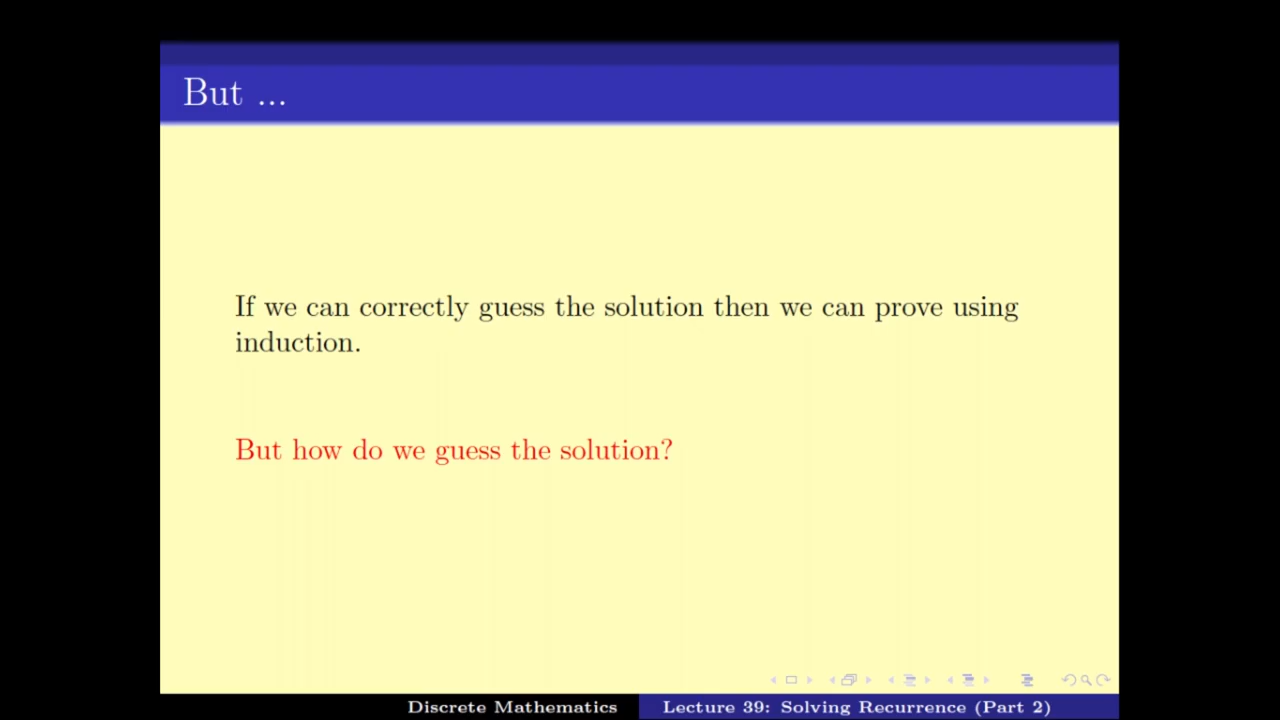 But ...
If we can correctly guess the solution then we can prove using
induction.
But how do we guess the solution?
Discrete Mathematics
Lecture 39: Solving Recurrence (Part 2)